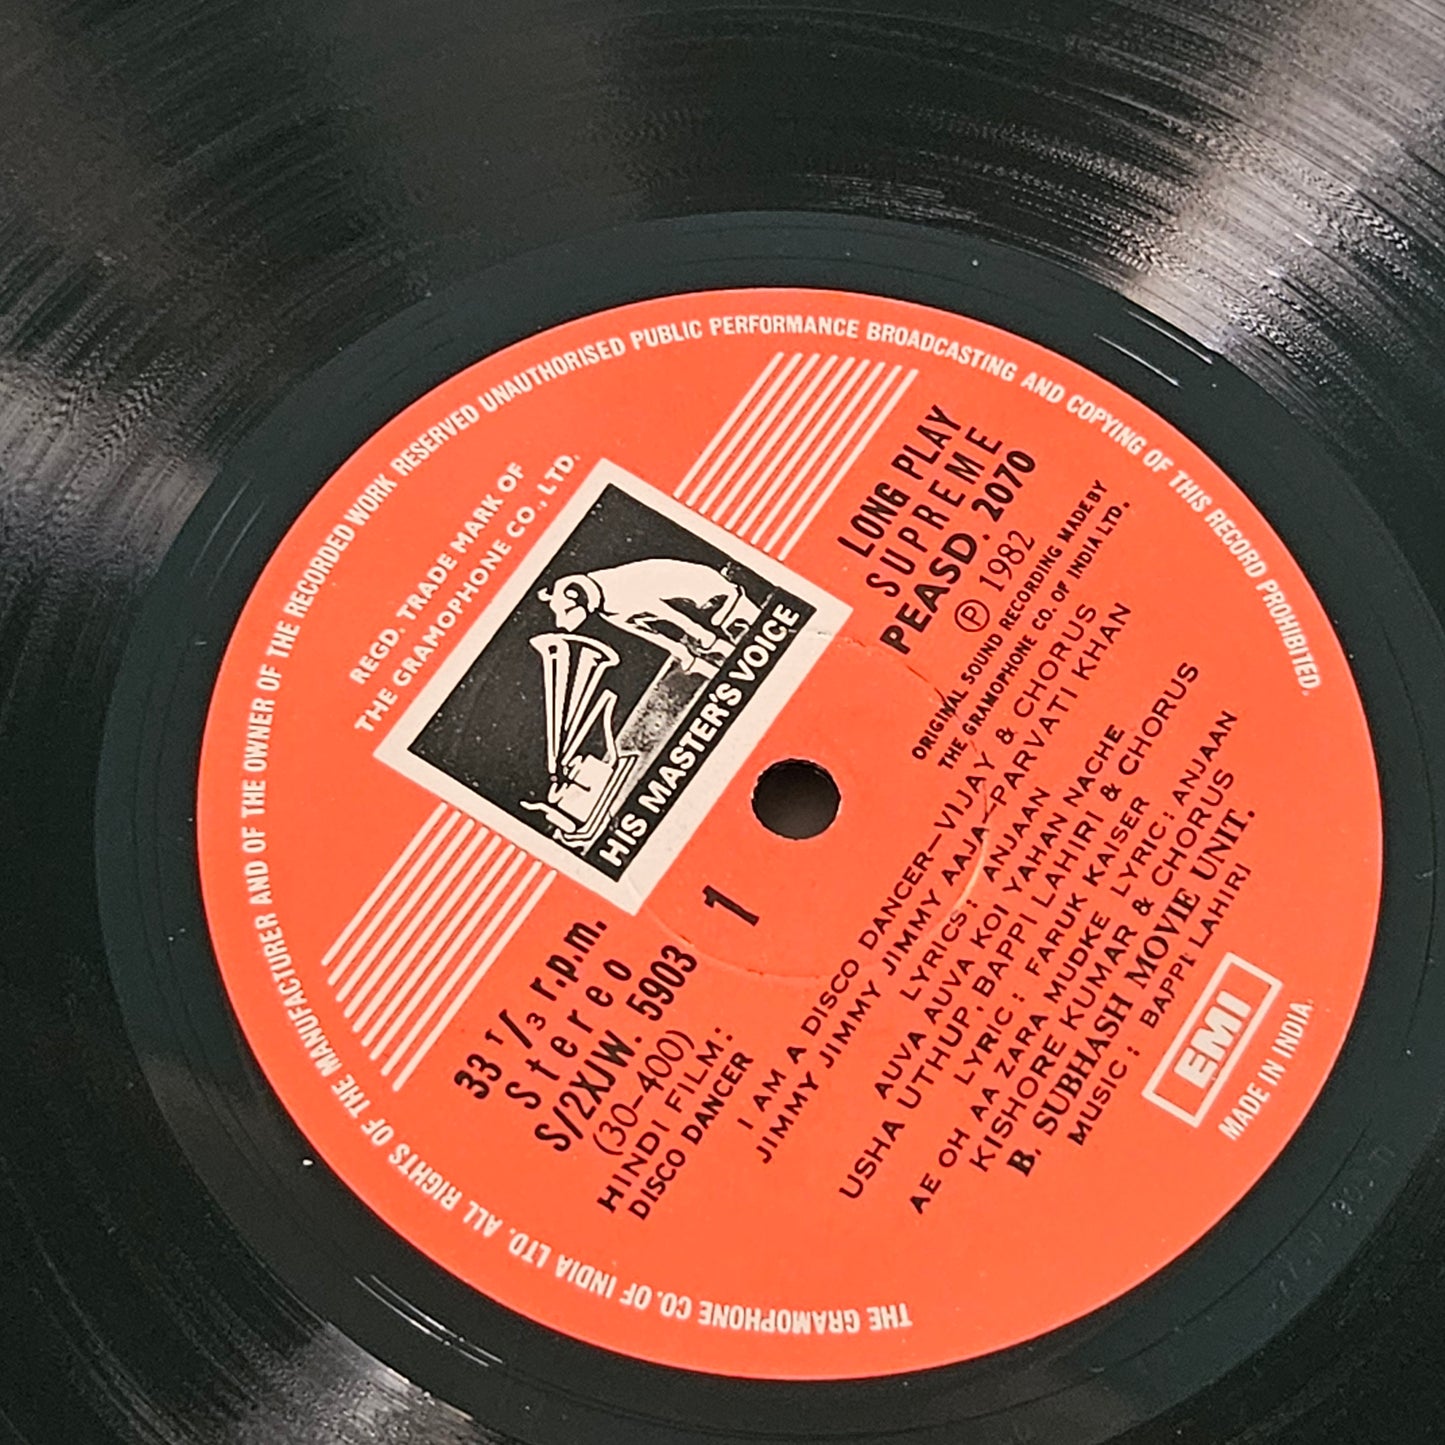 THE GRAMOPHONE CO. OF INDIA LTD. ALL RIGHTS OF THE MANUFACTURER AND OF THE OWNER OF THE RECORDED WORK RESERVED UNAUTHORISED PUBLIC PERFORMANCE BROADCASTING AND COPYING OF THIS RECORD PROHIBITED.
REGD. TRADE MARK OF
THE GRAMOPHONE CO., LTD.
HIS MASTER'S VOICE
33 1/3 r.p.m.
Stereo
S/2XJW. 5903
(30-400)
HINDI FILM:
DISCO DANCER
1
LONG PLAY
SUPREME
PEASD. 2070
Ⓟ 1982
ORIGINAL SOUND RECORDING MADE BY
THE GRAMOPHONE CO. OF INDIA LTD.
I AM A DISCO DANCER—VIJAY & CHORUS
JIMMY JIMMY JIMMY AAJA—PARVATI KHAN
LYRICS: ANJAAN
AUVA AUVA KOI YAHAN NACHE
USHA UTHUP, BAPPI LAHIRI & CHORUS
LYRIC: FARUK KAISER
AE OH AA ZARA MUDKE LYRIC: ANJAAN
KISHORE KUMAR & CHORUS
B. SUBHASH MOVIE UNIT.
MUSIC: BAPPI LAHIRI
EMI
MADE IN INDIA.